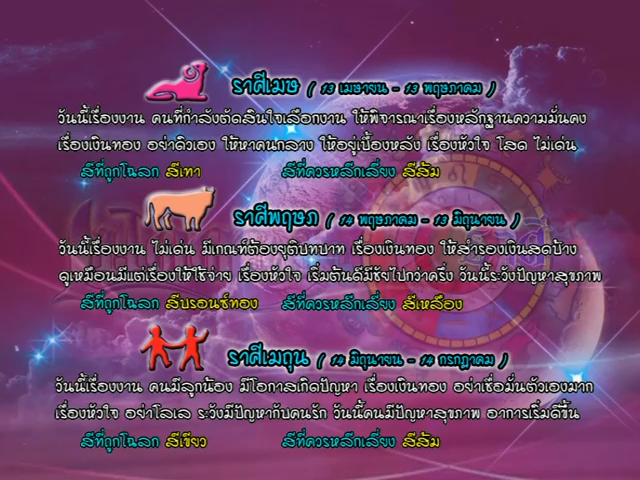 ราศีเมษ ( 13 เมษายน - 13 พฤษภาคม )
วันนี้เรื่องงาน คนที่กำลังตัดสินใจเลือกงาน ให้พิจารณาเรื่องหลักฐานความมั่นคง
เรื่องเงินทอง อย่าติวเอง ให้หาคนกลาง ให้อยู่เบื้องหลัง เรื่องหัวใจ โสด ไม่เด่น
สีที่ถูกโฉลก สีเทา สีที่ควรหลีกเลี่ยง สีส้ม
ราศีพฤษภ ( 14 พฤษภาคม - 13 มิถุนายน )
วันนี้เรื่องงาน ไม่เด่น มีเกณฑ์ต้องยุติบทบาท เรื่องเงินทอง ให้สำรองเงินสดบ้าง
ดูเหมือนมีแต่เรื่องให้ใช้จ่าย เรื่องหัวใจ เริ่มต้นดีมีชัยไปกว่าครึ่ง วันนี้ระวังปัญหาสุขภาพ
สีที่ถูกโฉลก สีบรอนซ์ทอง สีที่ควรหลีกเลี่ยง สีเหลือง
ราศีเมถุน ( 14 มิถุนายน - 14 กรกฎาคม )
วันนี้เรื่องงาน คนมีลูกน้อง มีโอกาสเกิดปัญหา เรื่องเงินทอง อย่าเชื่อมั่นตัวเองมาก
เรื่องหัวใจ อย่าโลเล ระวังมีปัญหากับคนรัก วันนี้คนมีปัญหาสุขภาพ อาการเริ่มดีขึ้น
สีที่ถูกโฉลก สีเขียว สีที่ควรหลีกเลี่ยง สีส้ม